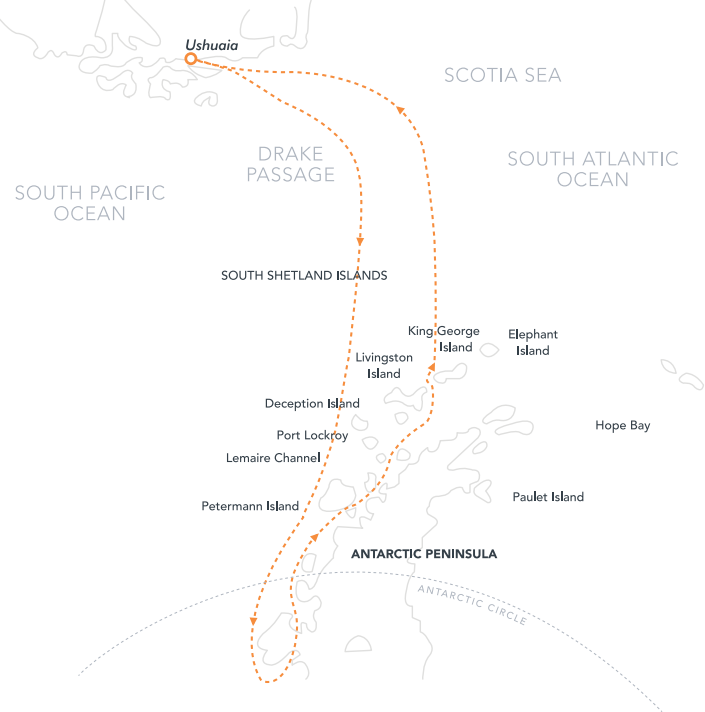 Ushuaia
SCOTIA SEA
DRAKE
PASSAGE
SOUTH ATLANTIC
OCEAN
SOUTH PACIFIC
OCEAN
SOUTH SHETLAND ISLANDS
King George
Island
Elephant
Island
Livingston
Island
Deception Island
Hope Bay
Port Lockroy
Lemaire Channel
Paulet Island
Petermann Island
ANTARCTIC PENINSULA
ANTARCTIC CIRCLE